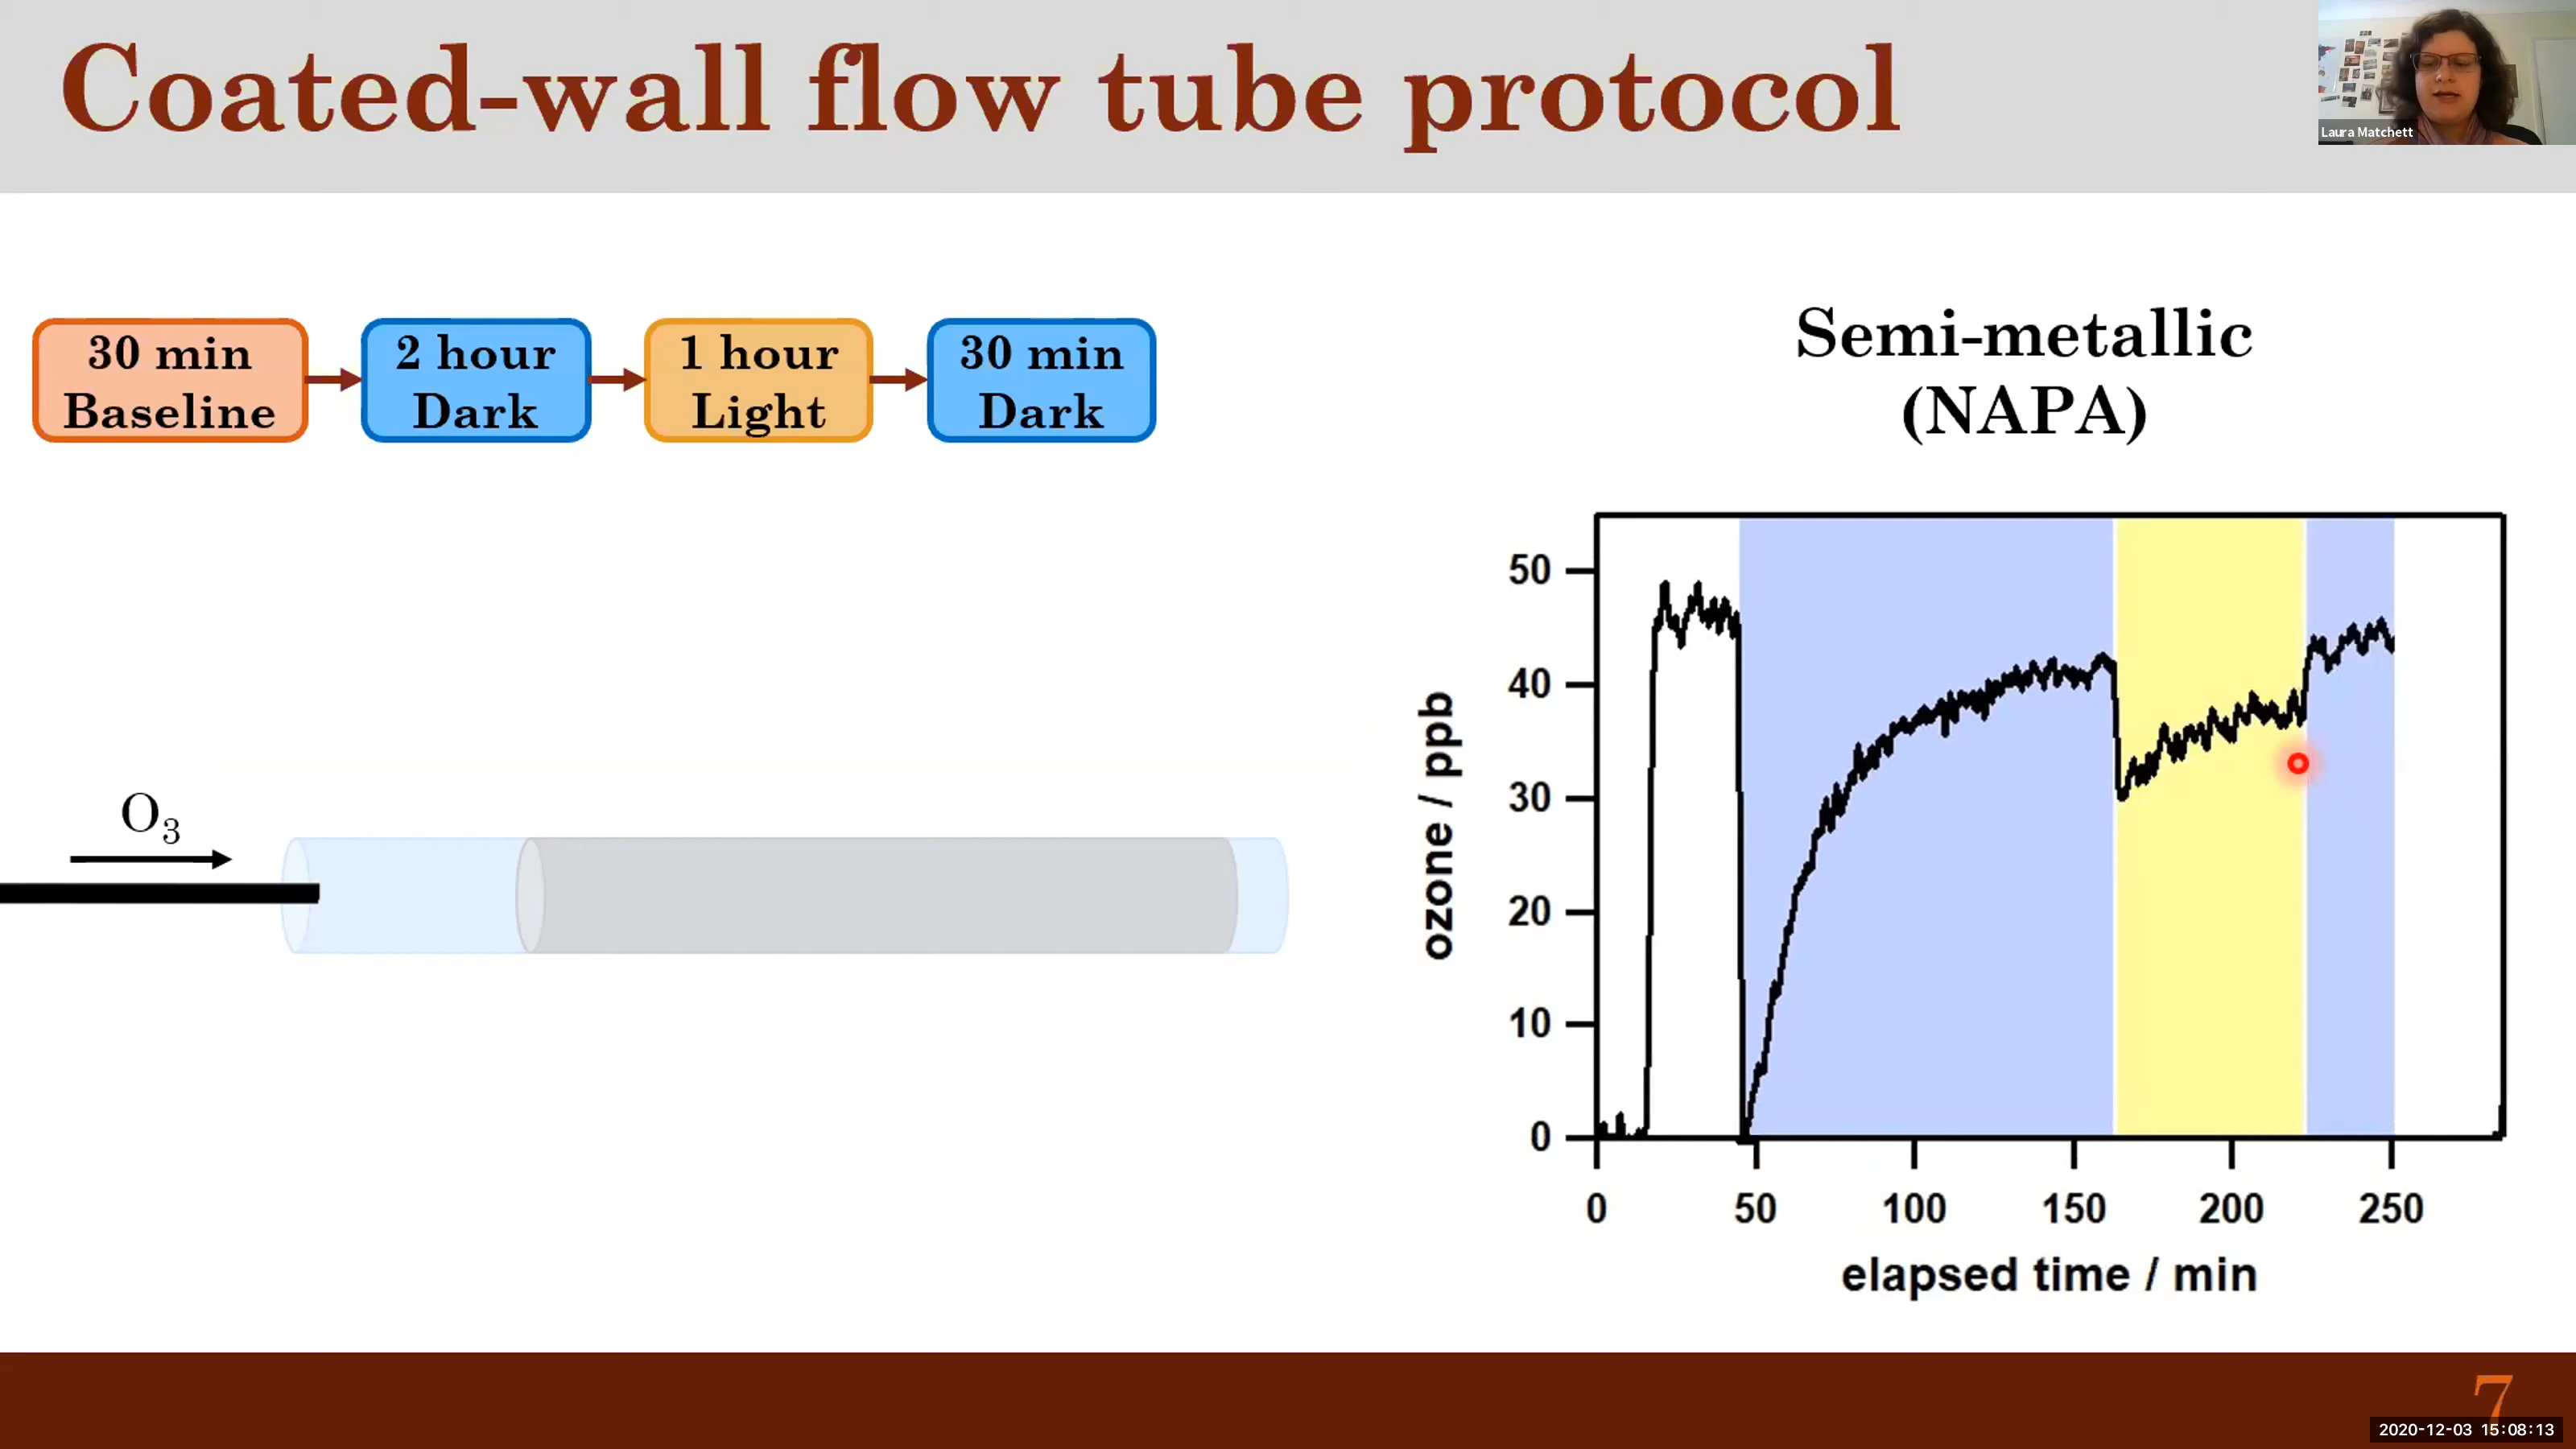 Coated-wall flow tube protocol
Laura Matchett
30 min
Baseline
2 hour
Dark
1 hour
Light
30 min
Dark
Semi-metallic
(NAPA)
O₃
ozone / ppb
50
40
30
20
10
0
0 50 100 150 200 250
elapsed time / min
7
2020-12-03 15:08:13